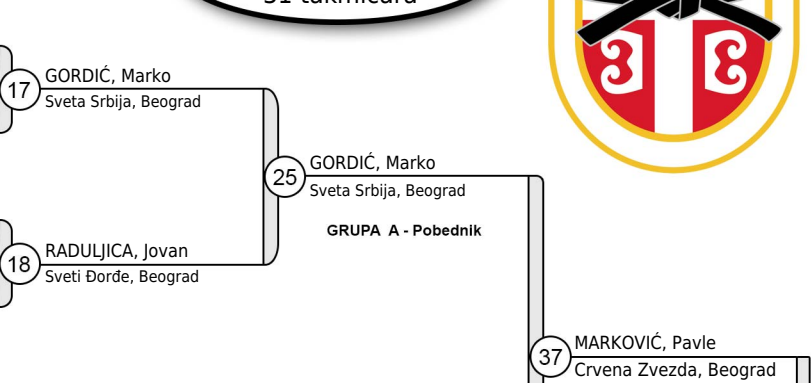 17
GORDIĆ, Marko
Sveta Srbija, Beograd
25
GORDIĆ, Marko
Sveta Srbija, Beograd
GRUPA A - Pobednik
18
RADULJICA, Jovan
Sveti Đorđe, Beograd
37
MARKOVIĆ, Pavle
Crvena Zvezda, Beograd